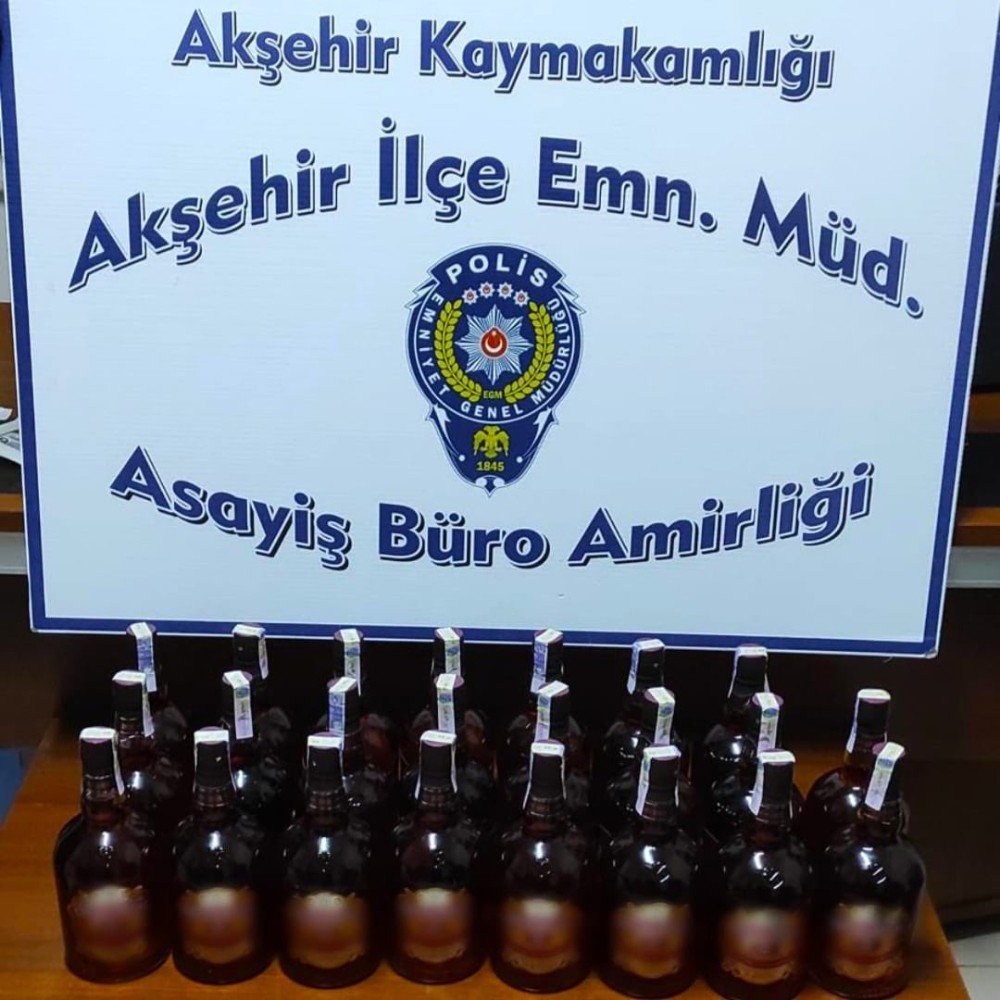 Akşehir Kaymakamlığı
Akşehir İlçe Emn. Müd.
POLİS
EMNİYET GENEL MÜDÜRLÜĞÜ
EGM
1845
Asayiş Büro Amirliği